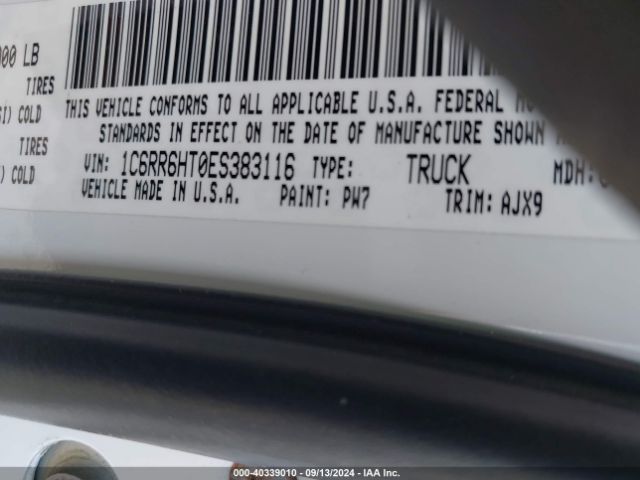 000 LB
TIRES
SI) COLD
TIRES
) COLD
THIS VEHICLE CONFORMS TO ALL APPLICABLE U.S.A. FEDERAL
STANDARDS IN EFFECT ON THE DATE OF MANUFACTURE SHOWN
VIN: 1C6RR6HT0ES383116 TYPE: TRUCK MDH:
VEHICLE MADE IN U.S.A. PAINT: PW7 TRIM: AJX9
000-40339010 - 09/13/2024 - IAA Inc.